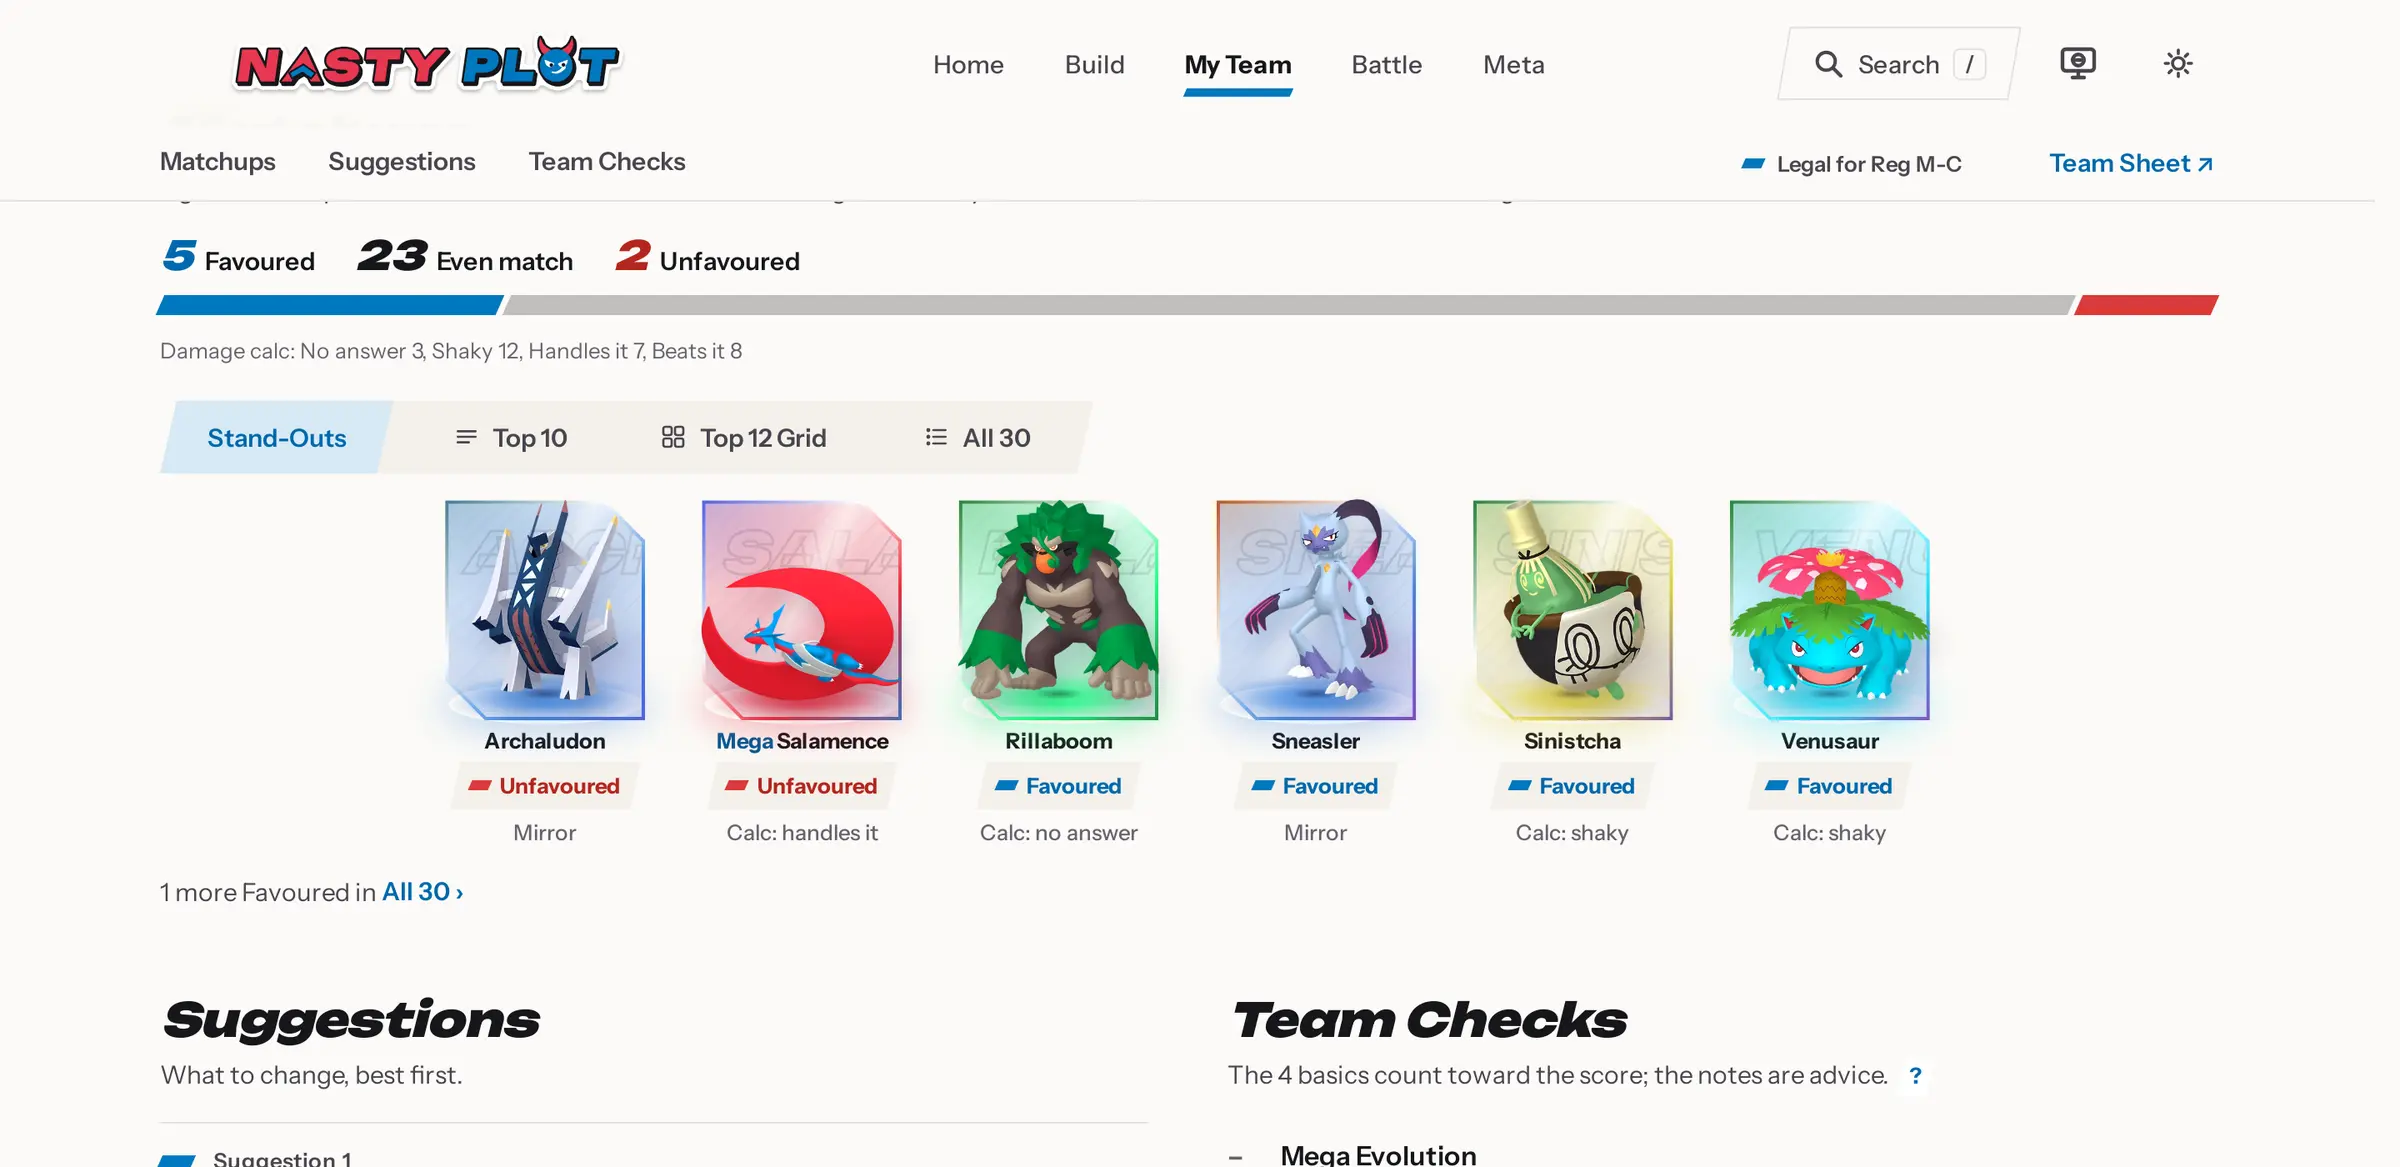 NASTY PLOT
Home
Build
My Team
Battle
Meta
Search /
Matchups
Suggestions
Team Checks
Legal for Reg M-C
Team Sheet
5 Favoured
23 Even match
2 Unfavoured
Damage calc: No answer 3, Shaky 12, Handles it 7, Beats it 8
Stand-Outs
Top 10
Top 12 Grid
All 30
Archaludon
Mega Salamence
Rillaboom
Sneasler
Sinistcha
Venusaur
Unfavoured
Unfavoured
Favoured
Favoured
Favoured
Favoured
Mirror
Calc: handles it
Calc: no answer
Mirror
Calc: shaky
Calc: shaky
1 more Favoured in All 30 ›
Suggestions
What to change, best first.
Suggestion 1
Team Checks
The 4 basics count toward the score; the notes are advice. ?
– Mega Evolution